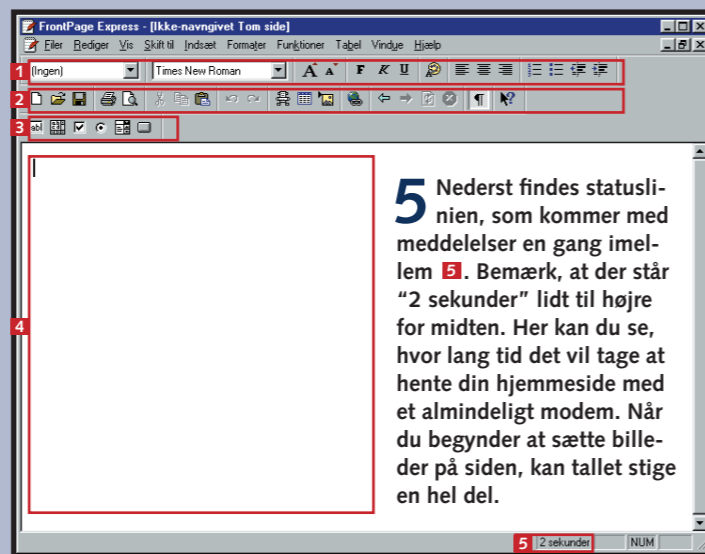 FrontPage Express - [Ikke-navngivet Tom side]
Filer Rediger Vis Skift til Indsæt Formater Funktioner Tabel Vindue Hjælp
1 (Ingen) Times New Roman A A F K U
2
3 abl
4
5 Nederst findes statusli-
nien, som kommer med
meddelelser en gang imel-
lem 5. Bemærk, at der står
“2 sekunder” lidt til højre
for midten. Her kan du se,
hvor lang tid det vil tage at
hente din hjemmeside med
et almindeligt modem. Når
du begynder at sætte bille-
der på siden, kan tallet stige
en hel del.
5 2 sekunder NUM